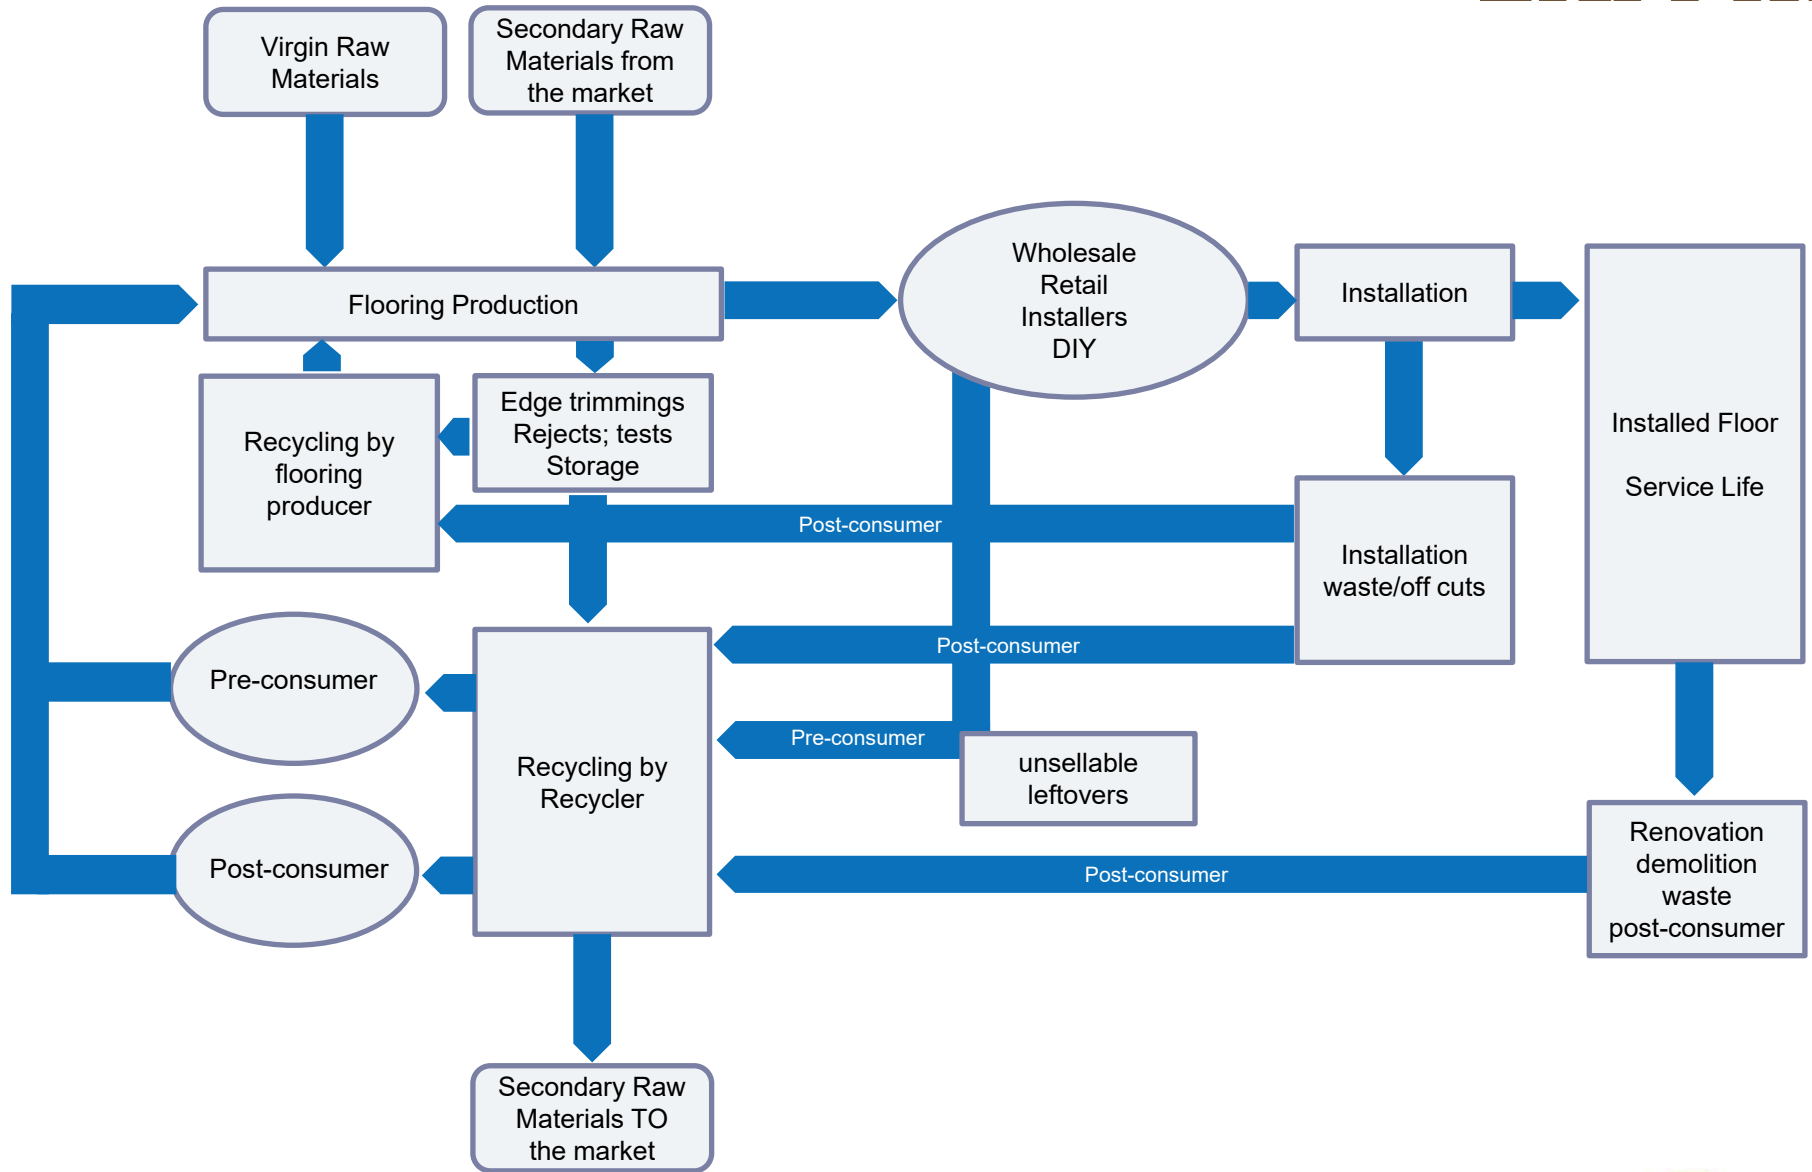 Virgin Raw
Materials
Secondary Raw
Materials from
the market
Flooring Production
Wholesale
Retail
Installers
DIY
Installation
Installed Floor
Service Life
Recycling by
flooring
producer
Edge trimmings
Rejects; tests
Storage
Post-consumer
Installation
waste/off cuts
Post-consumer
Pre-consumer
Pre-consumer
unsellable
leftovers
Recycling by
Recycler
Post-consumer
Post-consumer
Renovation
demolition
waste
post-consumer
Secondary Raw
Materials TO
the market